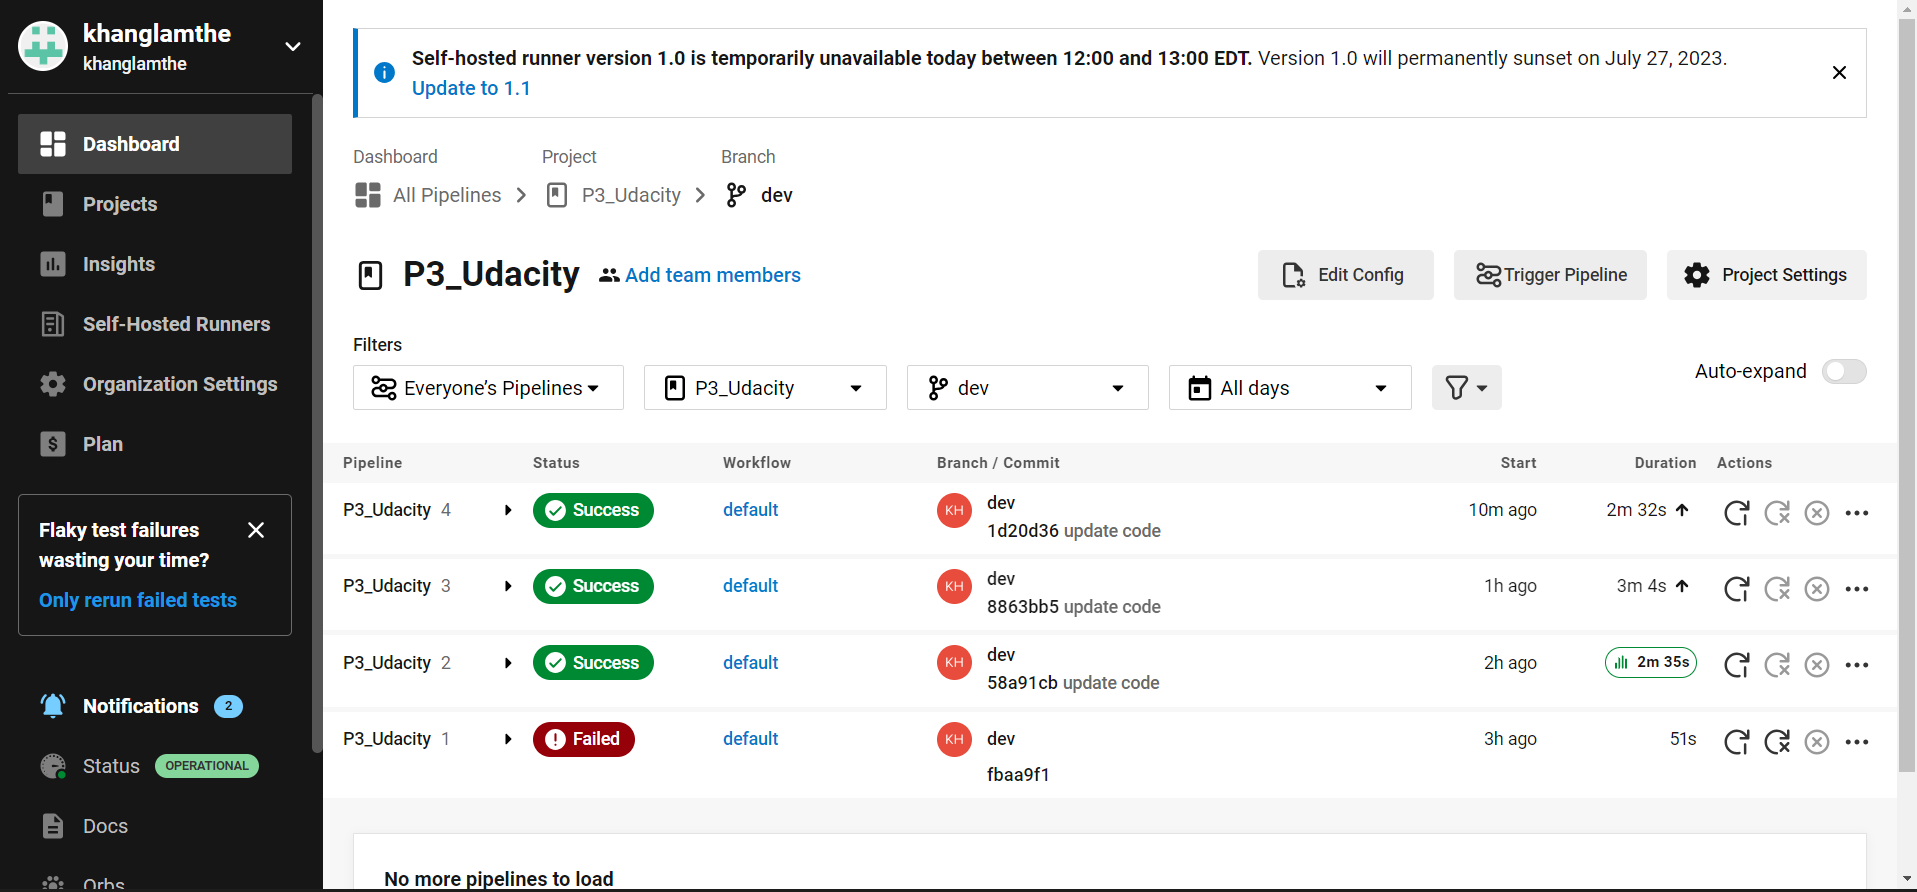 khanglamthe
khanglamthe
Dashboard
Projects
Insights
Self-Hosted Runners
Organization Settings
Plan
Flaky test failures
wasting your time?
Only rerun failed tests
Notifications 2
Status OPERATIONAL
Docs
Orbs
Self-hosted runner version 1.0 is temporarily unavailable today between 12:00 and 13:00 EDT. Version 1.0 will permanently sunset on July 27, 2023.
Update to 1.1
Dashboard Project Branch
All Pipelines P3_Udacity dev
P3_Udacity Add team members Edit Config Trigger Pipeline Project Settings
Filters
Everyone’s Pipelines P3_Udacity dev All days Auto-expand
Pipeline Status Workflow Branch / Commit Start Duration Actions
P3_Udacity 4 Success default KH dev 10m ago 2m 32s
1d20d36 update code
P3_Udacity 3 Success default KH dev 1h ago 3m 4s
8863bb5 update code
P3_Udacity 2 Success default KH dev 2h ago 2m 35s
58a91cb update code
P3_Udacity 1 Failed default KH dev 3h ago 51s
fbaa9f1
No more pipelines to load